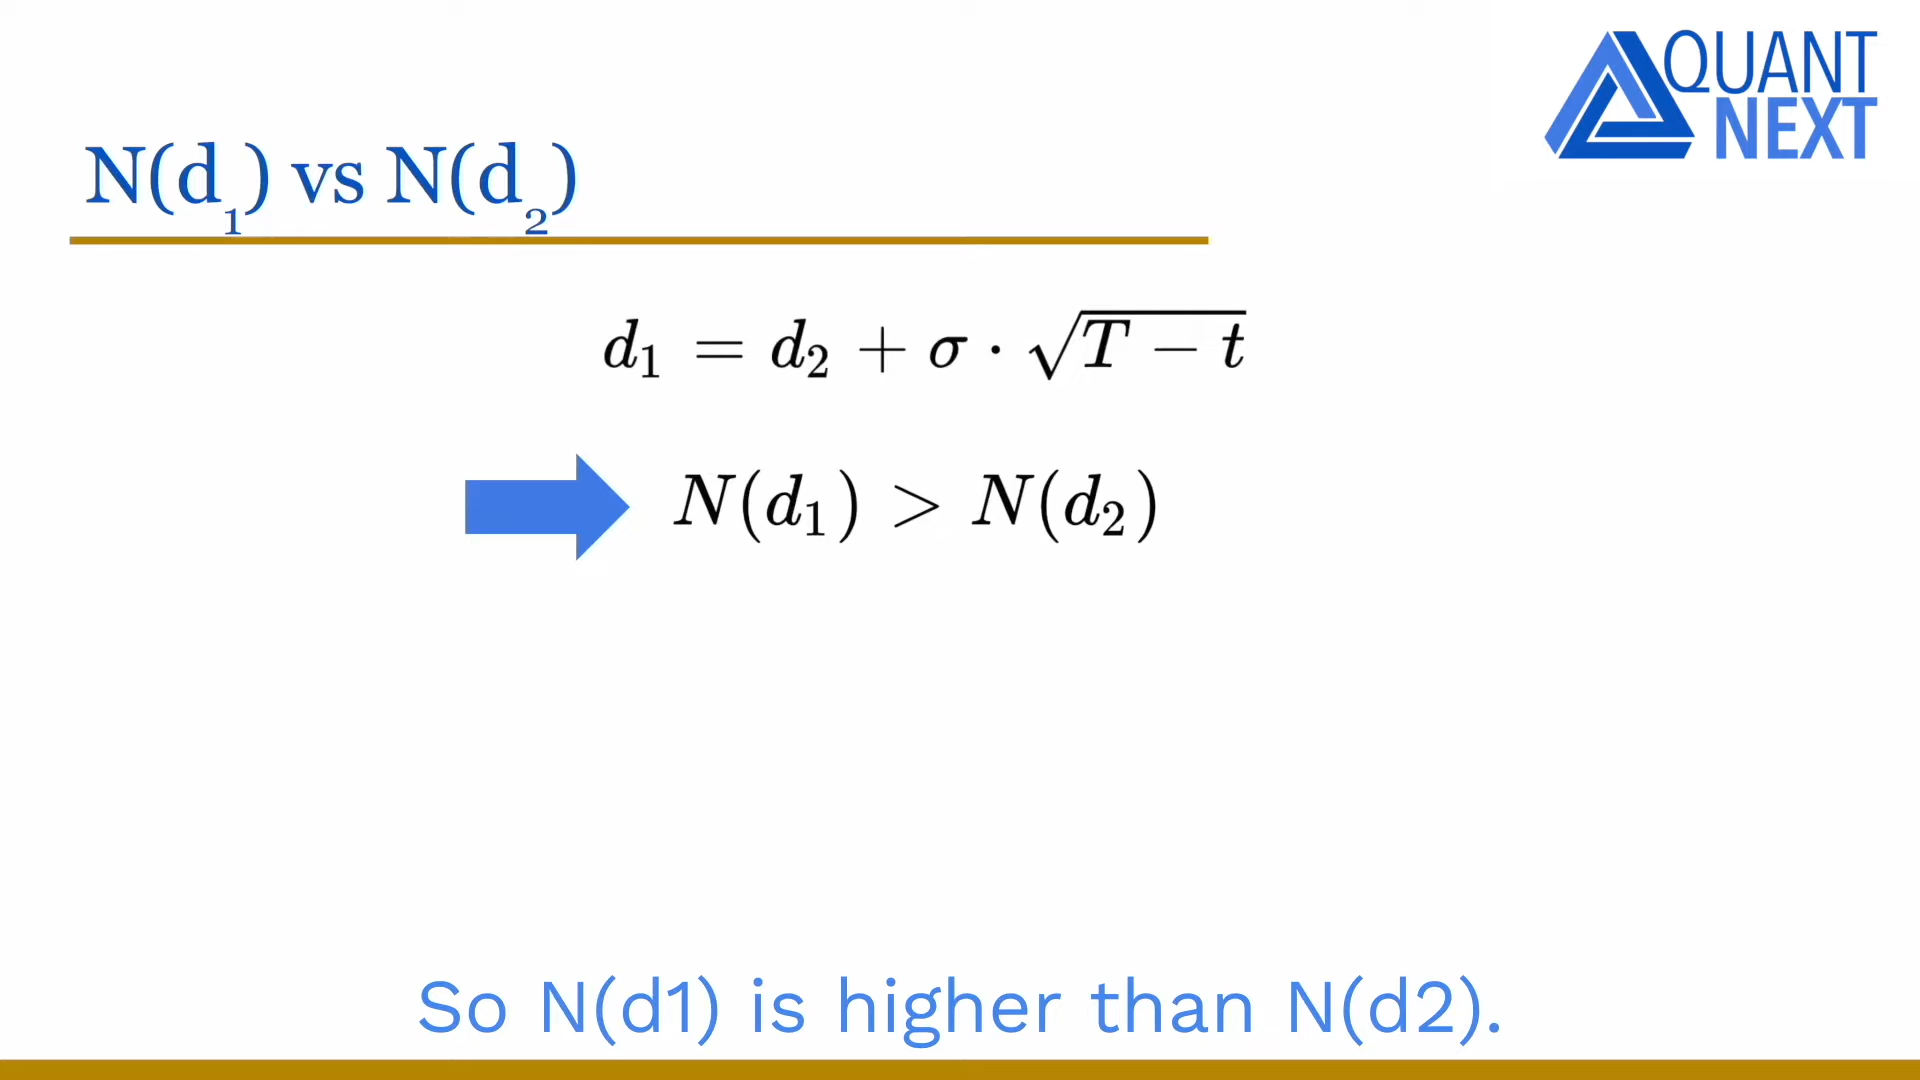 QUANT
NEXT
N(d₁) vs N(d₂)
d₁ = d₂ + σ · √(T − t)
N(d₁) > N(d₂)
So N(d1) is higher than N(d2).